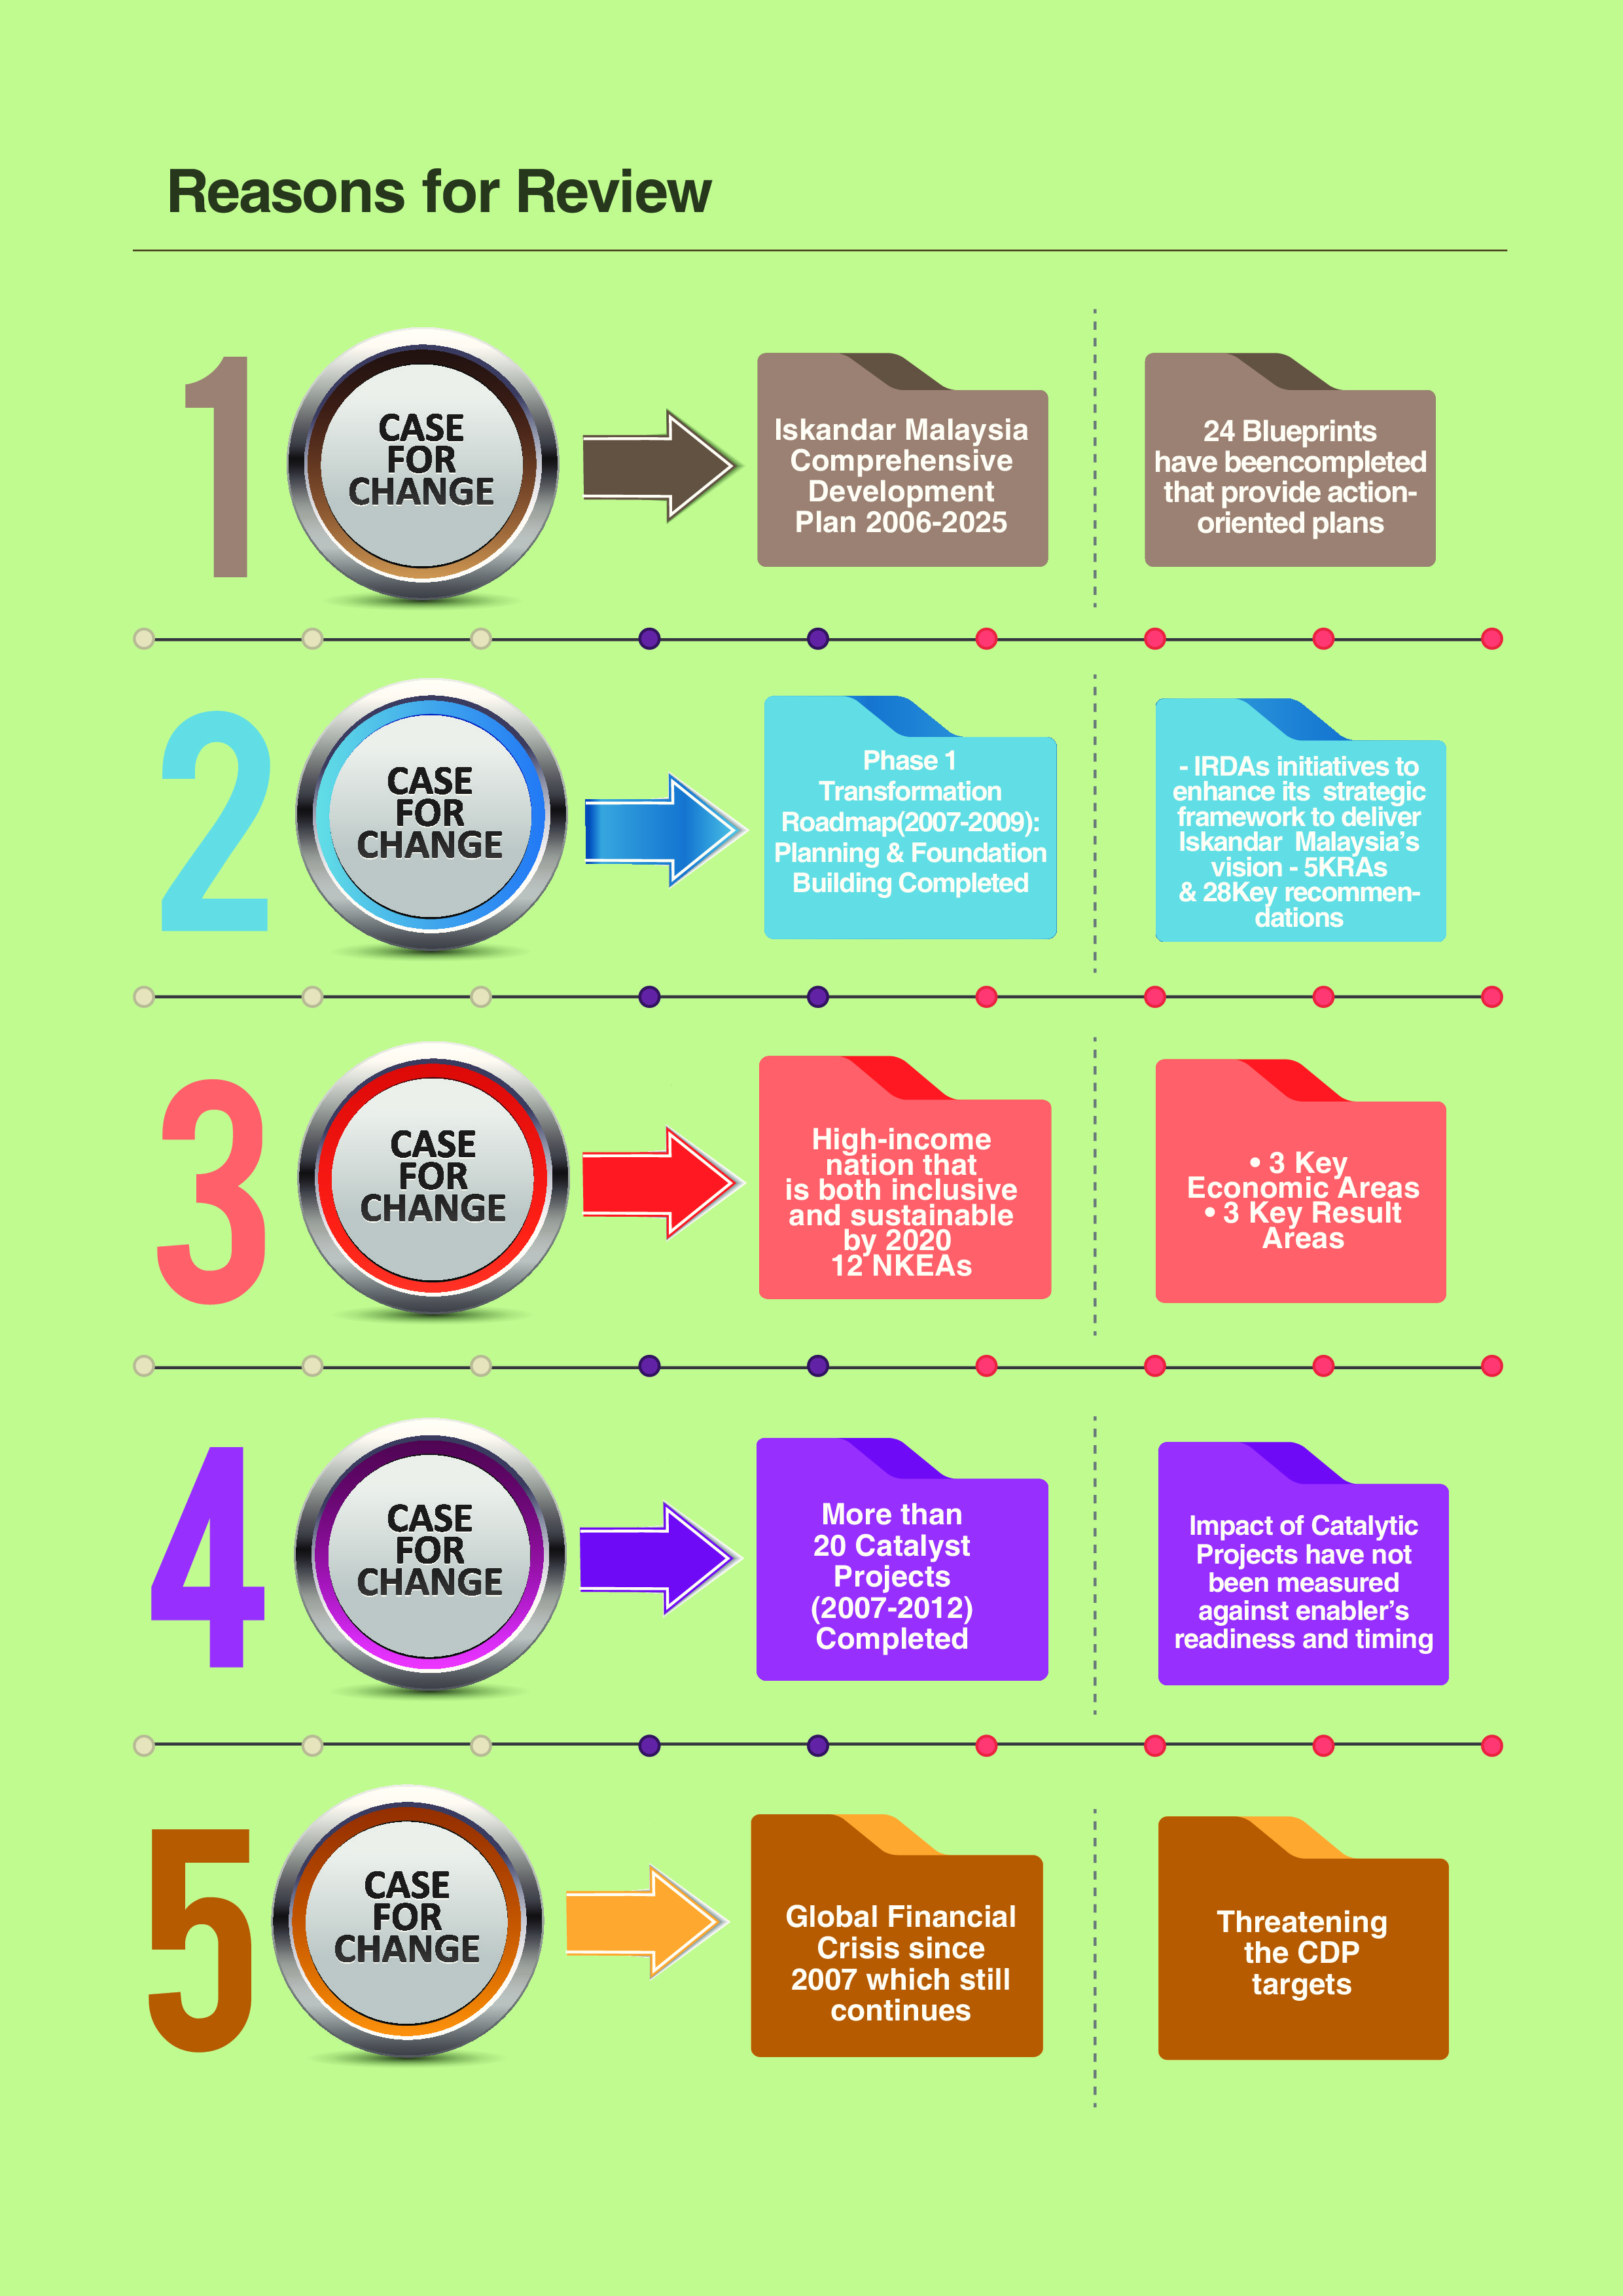 Reasons for Review
1
CASE
FOR
CHANGE
Iskandar Malaysia
Comprehensive
Development
Plan 2006-2025
24 Blueprints
have beencompleted
that provide action-
oriented plans
2
CASE
FOR
CHANGE
Phase 1
Transformation
Roadmap(2007-2009):
Planning & Foundation
Building Completed
- IRDAs initiatives to
enhance its strategic
framework to deliver
Iskandar Malaysia’s
vision - 5KRAs
& 28Key recommen-
dations
3
CASE
FOR
CHANGE
High-income
nation that
is both inclusive
and sustainable
by 2020
12 NKEAs
• 3 Key
Economic Areas
• 3 Key Result
Areas
4
CASE
FOR
CHANGE
More than
20 Catalyst
Projects
(2007-2012)
Completed
Impact of Catalytic
Projects have not
been measured
against enabler’s
readiness and timing
5
CASE
FOR
CHANGE
Global Financial
Crisis since
2007 which still
continues
Threatening
the CDP
targets